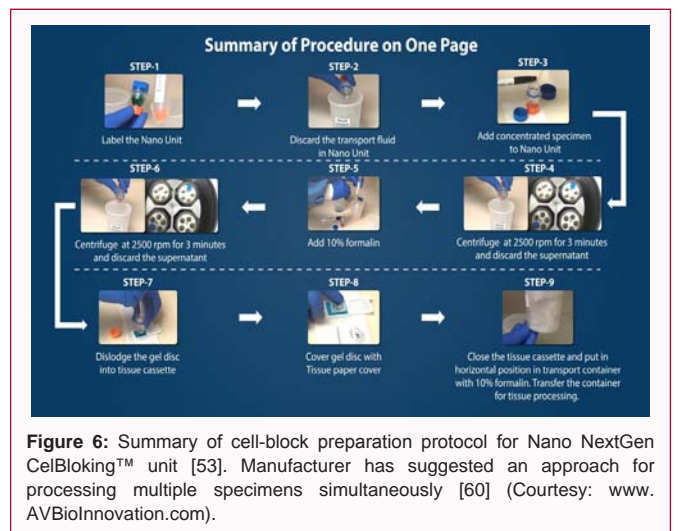 Summary of Procedure on One Page
STEP-1
Label the Nano Unit
STEP-2
Discard the transport fluid
in Nano Unit
STEP-3
Add concentrated specimen
to Nano Unit
STEP-4
Centrifuge at 2500 rpm for 3 minutes
and discard the supernatant
STEP-5
Add 10% formalin
STEP-6
Centrifuge at 2500 rpm for 3 minutes
and discard the supernatant
STEP-7
Dislodge the gel disc
into tissue cassette
STEP-8
Cover gel disc with
Tissue paper cover
STEP-9
Close the tissue cassette and put in
horizontal position in transport container
with 10% formalin. Transfer the container
for tissue processing.
Figure 6: Summary of cell-block preparation protocol for Nano NextGen
CelBloking™ unit [53]. Manufacturer has suggested an approach for
processing multiple specimens simultaneously [60] (Courtesy: www.
AVBioInnovation.com).